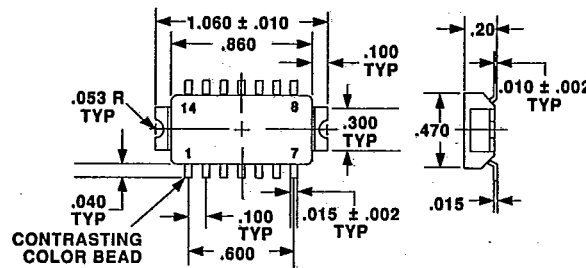 1.060 ± .010
.860
.20
.100
TYP
.010 ± .002
TYP
.053 R
TYP
14
8
.300
TYP
.470
1
7
.040
TYP
.100
TYP
.015 ± .002
TYP
.015
CONTRASTING
COLOR BEAD
.600